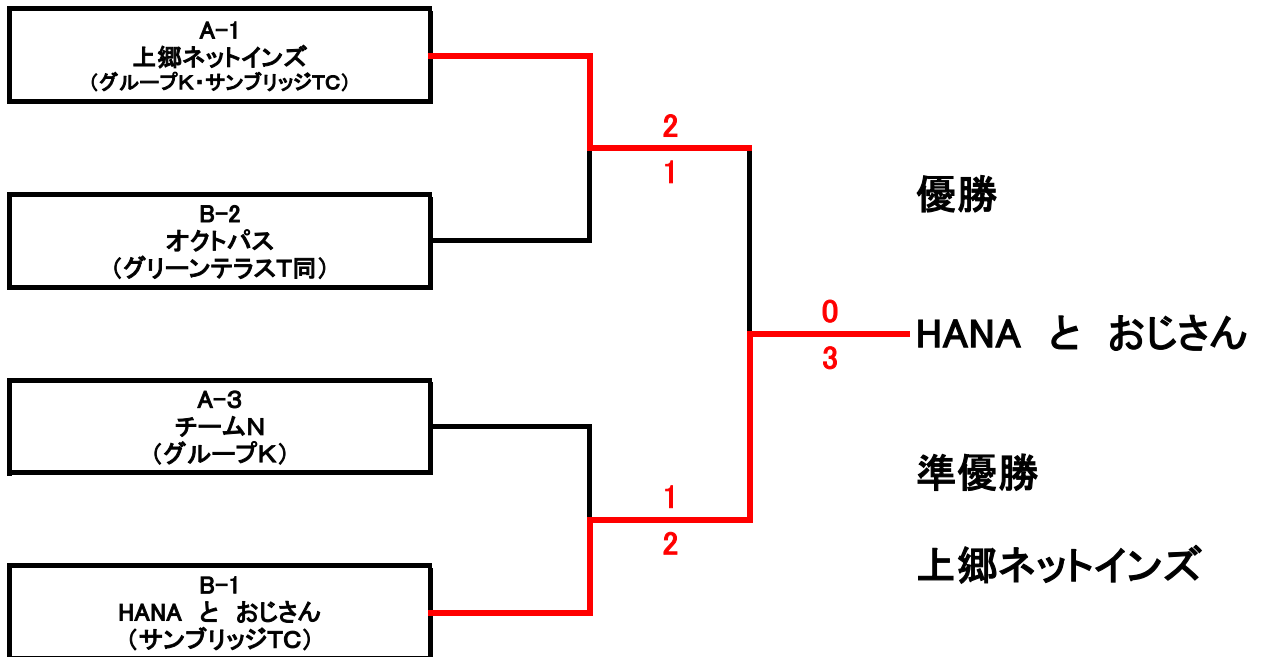 A-1
上郷ネットインズ
（グループK・サンブリッジTC）
2
1
B-2
オクトパス
（グリーンテラスT同）
優勝
0
3
HANA　と　おじさん
A-3
チームN
（グループK）
準優勝
1
2
上郷ネットインズ
B-1
HANA　と　おじさん
（サンブリッジTC）